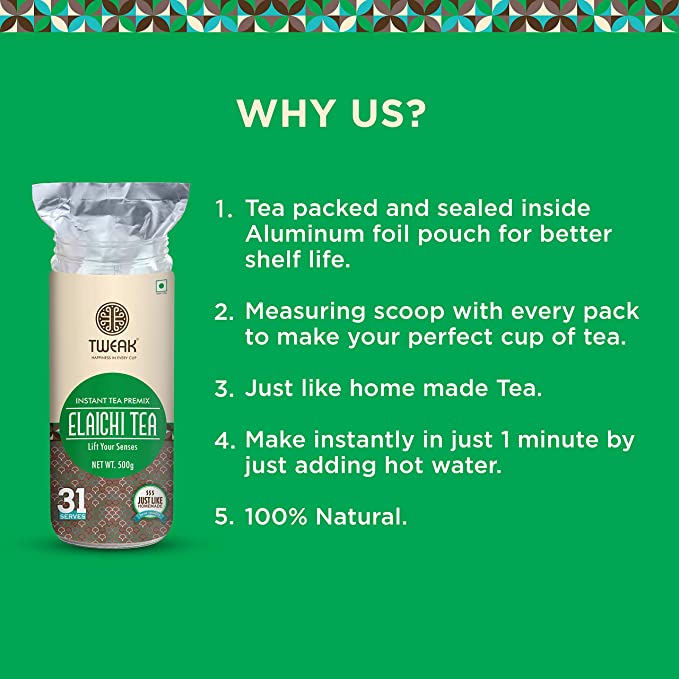 WHY US?
1. Tea packed and sealed inside
Aluminum foil pouch for better
shelf life.
2. Measuring scoop with every pack
to make your perfect cup of tea.
3. Just like home made Tea.
4. Make instantly in just 1 minute by
just adding hot water.
5. 100% Natural.
TWEAK
HAPPINESS IN EVERY CUP
INSTANT TEA PREMIX
ELAICHI TEA
Lift Your Senses
NET WT. 500g
31
SERVES
JUST LIKE
HOMEMADE